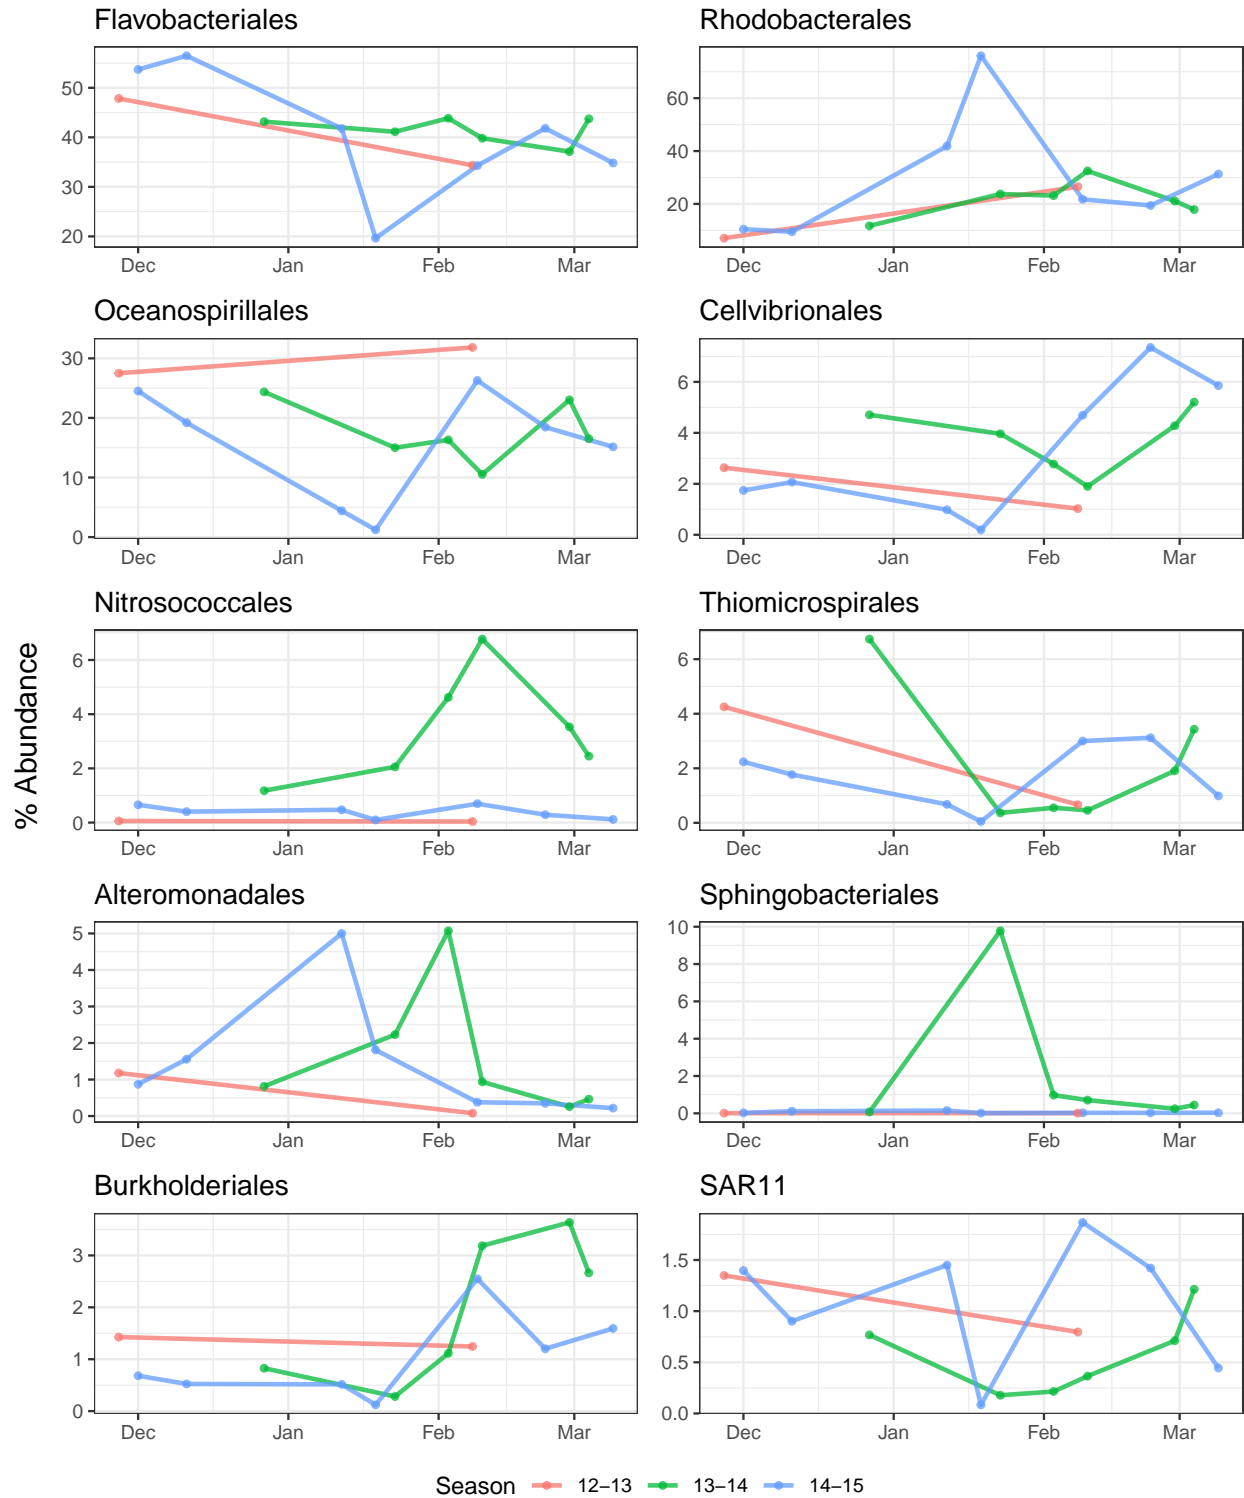 Flavobacteriales
Rhodobacterales
50
40
30
20
Dec Jan Feb Mar
60
40
20
Dec Jan Feb Mar
Oceanospirillales
Cellvibrionales
30
20
10
0
Dec Jan Feb Mar
6
4
2
0
Dec Jan Feb Mar
Nitrosococcales
Thiomicrospirales
6
4
2
0
Dec Jan Feb Mar
6
4
2
0
Dec Jan Feb Mar
% Abundance
Alteromonadales
Sphingobacteriales
5
4
3
2
1
0
Dec Jan Feb Mar
10
8
6
4
2
0
Dec Jan Feb Mar
Burkholderiales
SAR11
3
2
1
0
Dec Jan Feb Mar
1.5
1.0
0.5
0.0
Dec Jan Feb Mar
Season 12–13 13–14 14–15